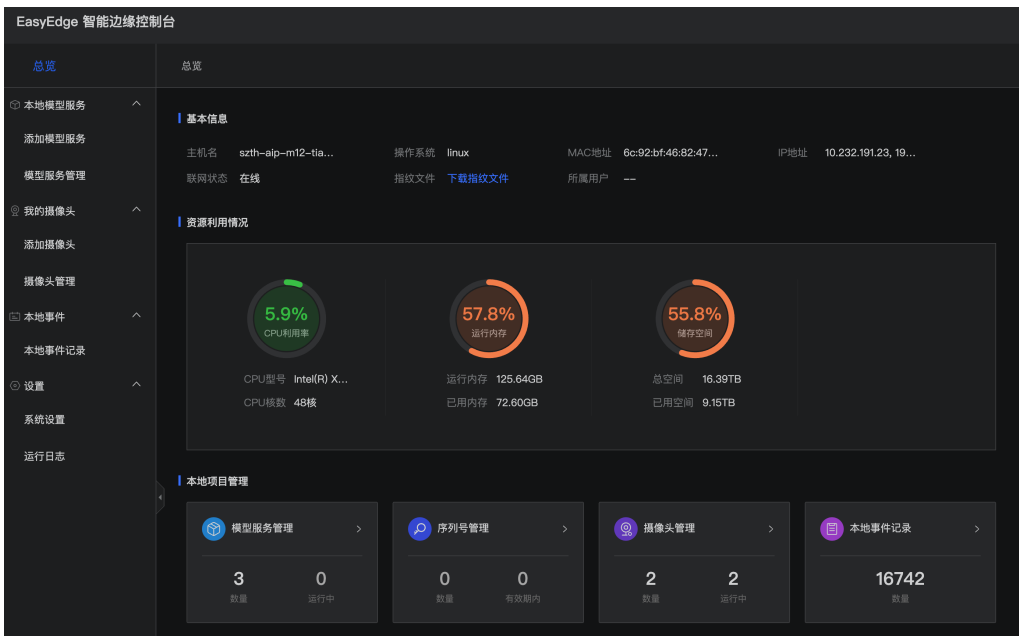 EasyEdge 智能边缘控制台
总览
总览
本地模型服务
添加模型服务
模型服务管理
我的摄像头
添加摄像头
摄像头管理
本地事件
本地事件记录
设置
系统设置
运行日志
基本信息
主机名 szth-aip-m12-tia... 操作系统 linux MAC地址 6c:92:bf:46:82:47... IP地址 10.232.191.23, 19...
联网状态 在线 指纹文件 下载指纹文件 所属用户 --
资源利用情况
5.9% 57.8% 55.8%
CPU利用率 运行内存 储存空间
CPU型号 Intel(R) X... 运行内存 125.64GB 总空间 16.39TB
CPU核数 48核 已用内存 72.60GB 已用空间 9.15TB
本地项目管理
模型服务管理 序列号管理 摄像头管理 本地事件记录
3 0 0 0 2 2 16742
数量 运行中 数量 有效期内 数量 运行中 数量